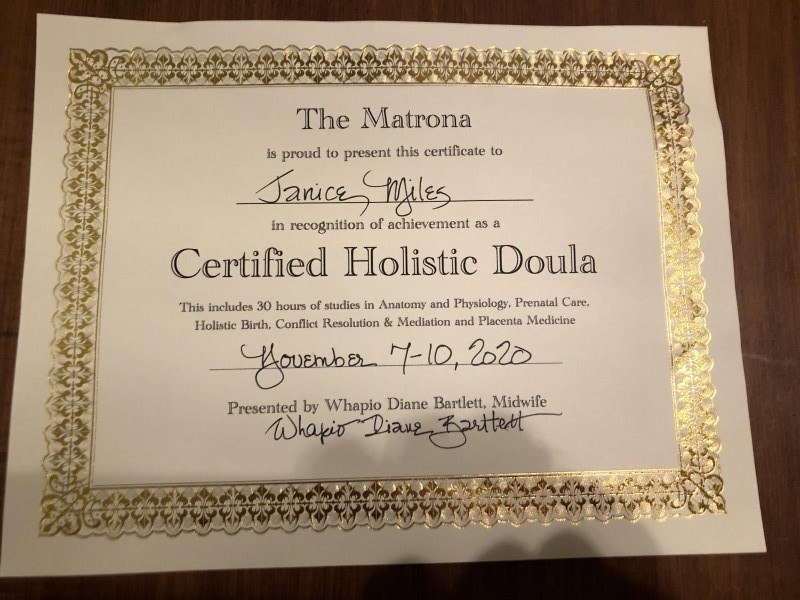 The Matrona
is proud to present this certificate to
Janice Miles
in recognition of achievement as a
Certified Holistic Doula
This includes 30 hours of studies in Anatomy and Physiology, Prenatal Care,
Holistic Birth, Conflict Resolution & Mediation and Placenta Medicine
November 7-10, 2020
Presented by Whapio Diane Bartlett, Midwife
Whapio Diane Bartlett